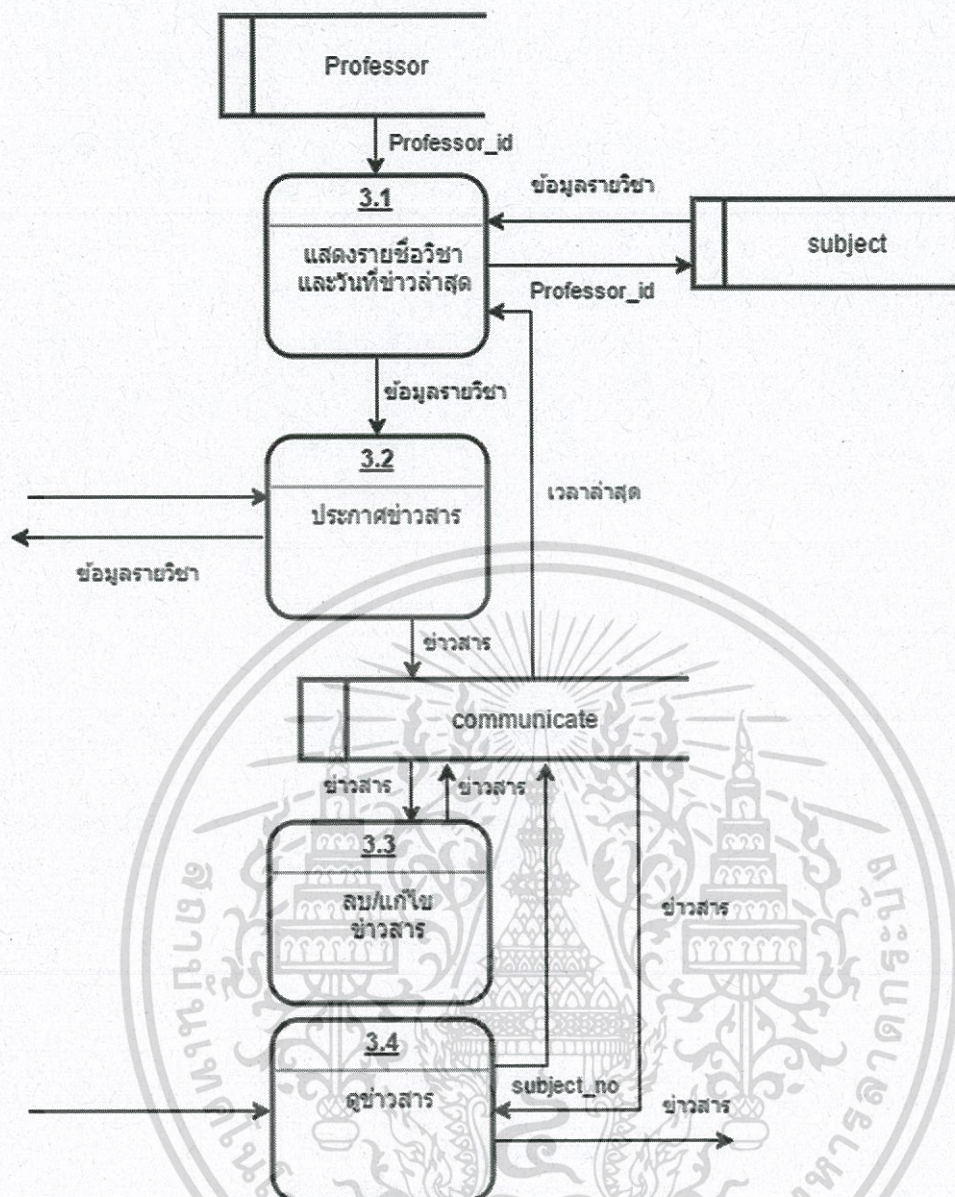 Professor
Professor_id
3.1
แสดงรายชื่อวิชา
และวันที่ข่าวล่าสุด
ข้อมูลรายวิชา
subject
Professor_id
ข้อมูลรายวิชา
3.2
ประกาศข่าวสาร
เวลาล่าสุด
ข้อมูลรายวิชา
ข่าวสาร
communicate
ข่าวสาร
ข่าวสาร
3.3
ลบ/แก้ไข
ข่าวสาร
ข่าวสาร
3.4
ดูข่าวสาร
subject_no
ข่าวสาร